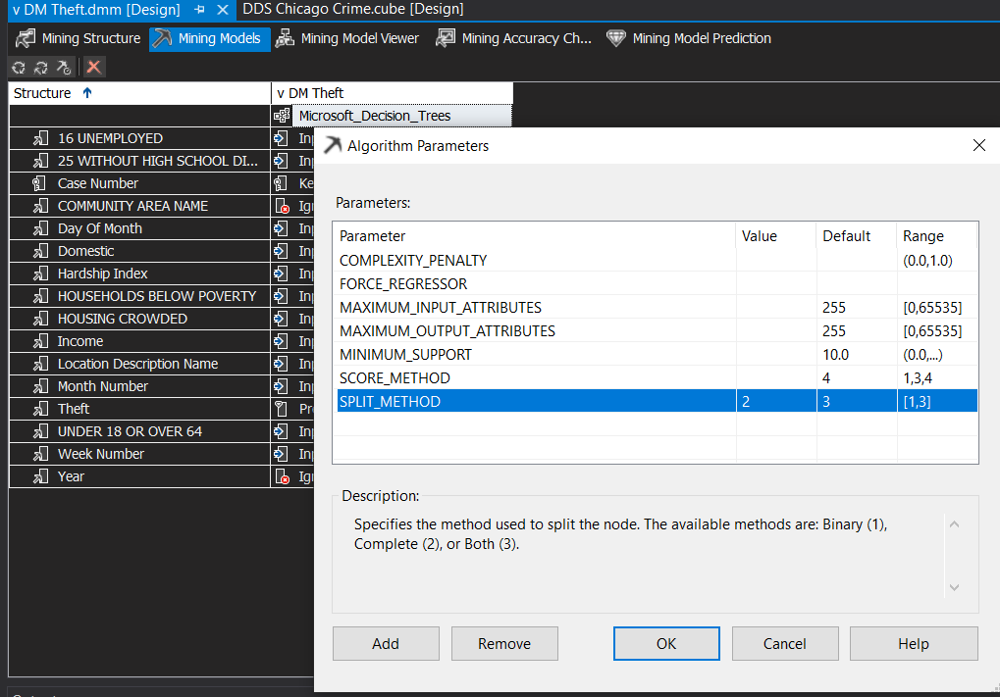 v DM Theft.dmm [Design] DDS Chicago Crime.cube [Design]
Mining Structure Mining Models Mining Model Viewer Mining Accuracy Ch... Mining Model Prediction
Structure v DM Theft
Microsoft_Decision_Trees
16 UNEMPLOYED In
25 WITHOUT HIGH SCHOOL DI... In
Case Number Ke
COMMUNITY AREA NAME Ig
Day Of Month In
Domestic In
Hardship Index In
HOUSEHOLDS BELOW POVERTY In
HOUSING CROWDED In
Income In
Location Description Name In
Month Number In
Theft Pr
UNDER 18 OR OVER 64 In
Week Number In
Year Ig
Algorithm Parameters
Parameters:
Parameter Value Default Range
COMPLEXITY_PENALTY (0.0,1.0)
FORCE_REGRESSOR
MAXIMUM_INPUT_ATTRIBUTES 255 [0,65535]
MAXIMUM_OUTPUT_ATTRIBUTES 255 [0,65535]
MINIMUM_SUPPORT 10.0 (0.0,...)
SCORE_METHOD 4 1,3,4
SPLIT_METHOD 2 3 [1,3]
Description:
Specifies the method used to split the node. The available methods are: Binary (1),
Complete (2), or Both (3).
Add Remove OK Cancel Help